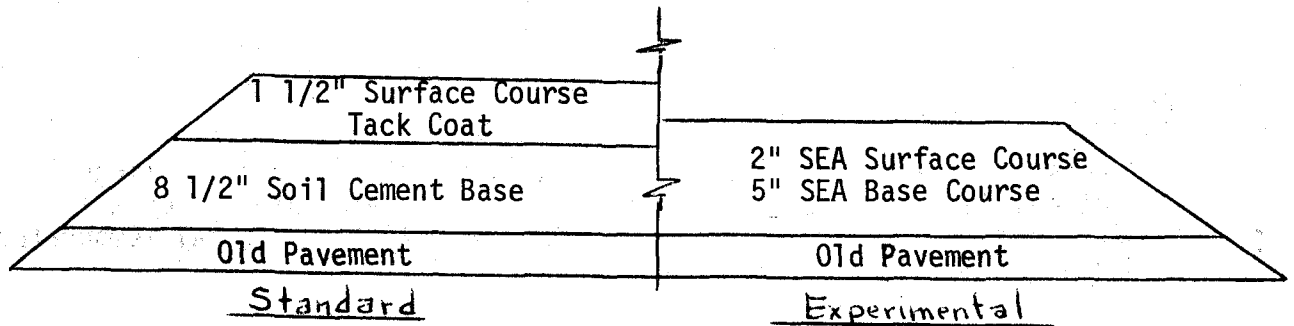 1 1/2" Surface Course
Tack Coat
8 1/2" Soil Cement Base
Old Pavement
Standard
2" SEA Surface Course
5" SEA Base Course
Old Pavement
Experimental